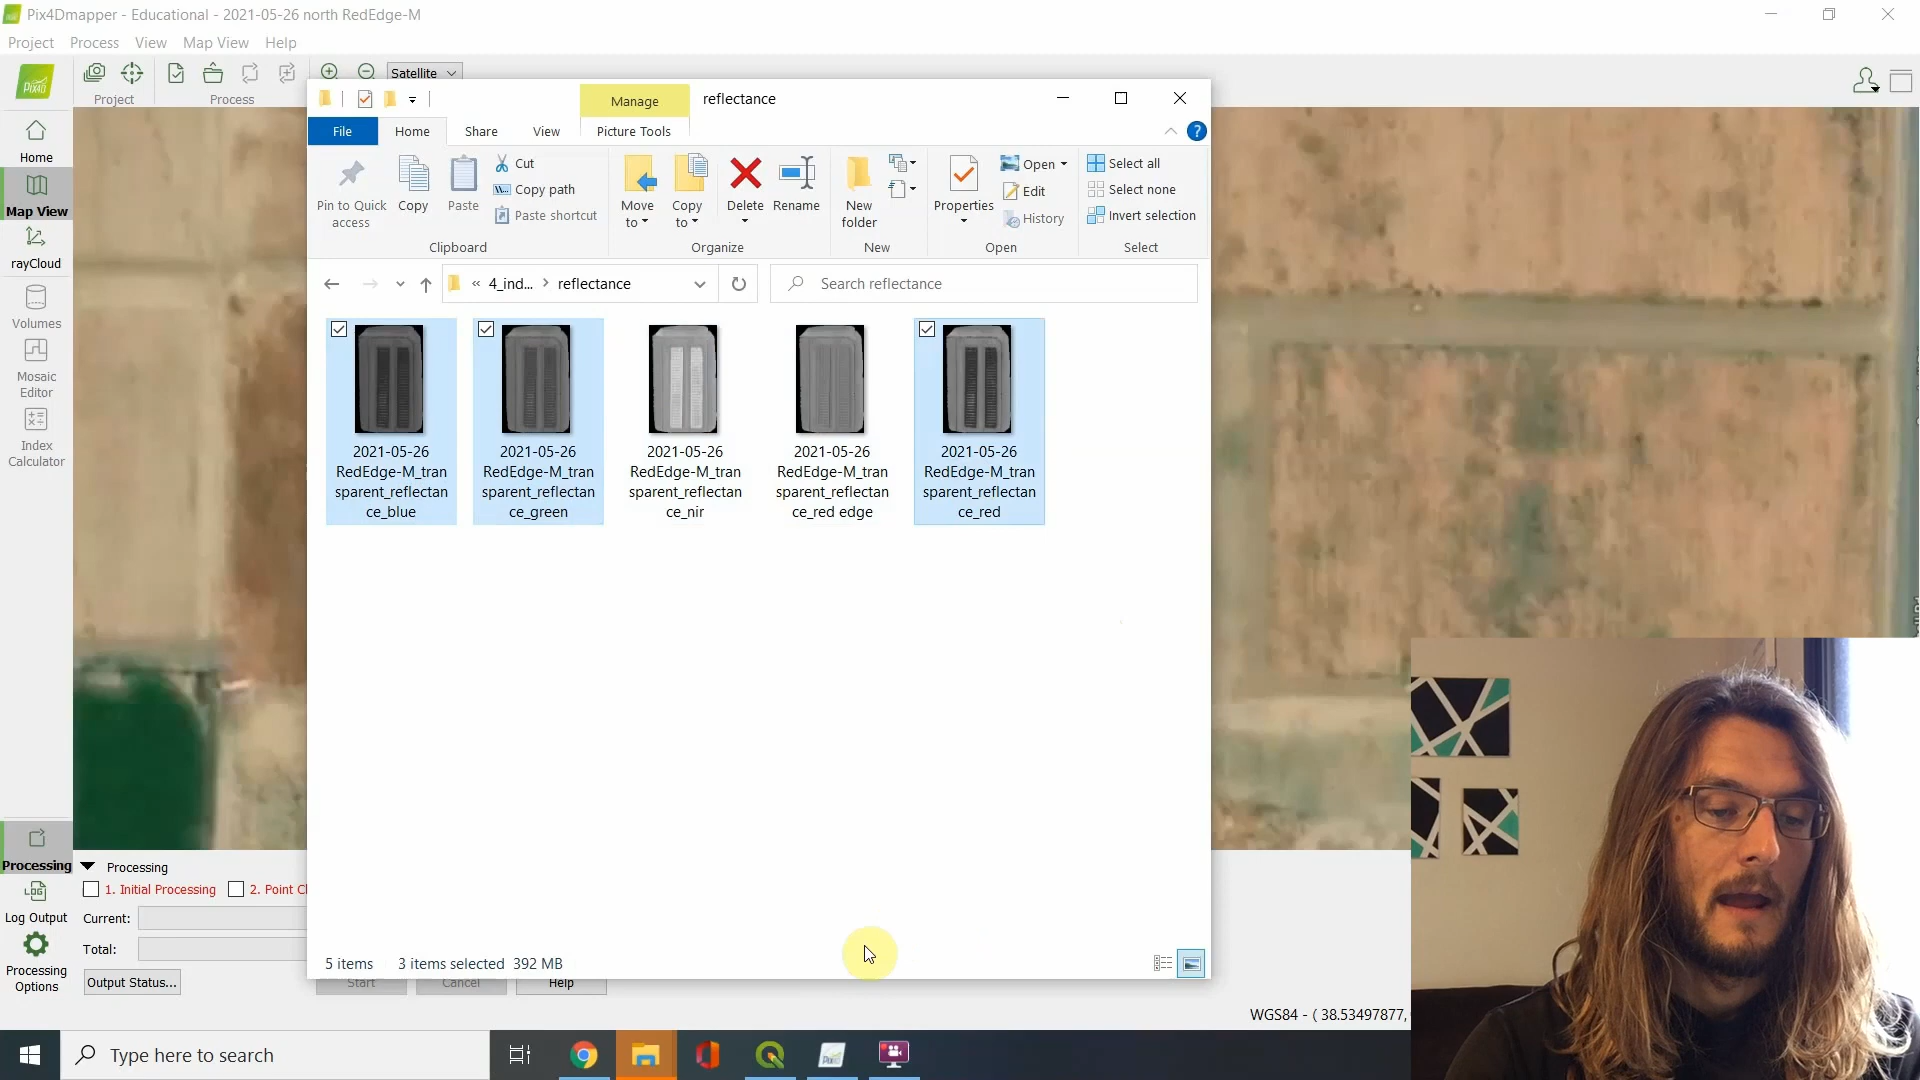 Pix4Dmapper - Educational - 2021-05-26 north RedEdge-M
Project Process View Map View Help
Satellite
PIX4D
Project Process
Manage reflectance
File Home Share View Picture Tools
Pin to Quick access
Copy
Paste
Cut
Copy path
Paste shortcut
Move to
Copy to
Delete
Rename
New folder
Properties
Open
Edit
History
Select all
Select none
Invert selection
Clipboard Organize New Open Select
« 4_ind... > reflectance
Search reflectance
Home
Map View
rayCloud
Volumes
Mosaic
Editor
Index
Calculator
2021-05-26
RedEdge-M_tran
sparent_reflectan
ce_blue
2021-05-26
RedEdge-M_tran
sparent_reflectan
ce_green
2021-05-26
RedEdge-M_tran
sparent_reflectan
ce_nir
2021-05-26
RedEdge-M_tran
sparent_reflectan
ce_red edge
2021-05-26
RedEdge-M_tran
sparent_reflectan
ce_red
Processing
Log Output
Processing
Options
Processing
1. Initial Processing 2. Point Cl
Current:
Total:
Output Status...
Start Cancel Help
5 items 3 items selected 392 MB
WGS84 - ( 38.53497877,
Type here to search